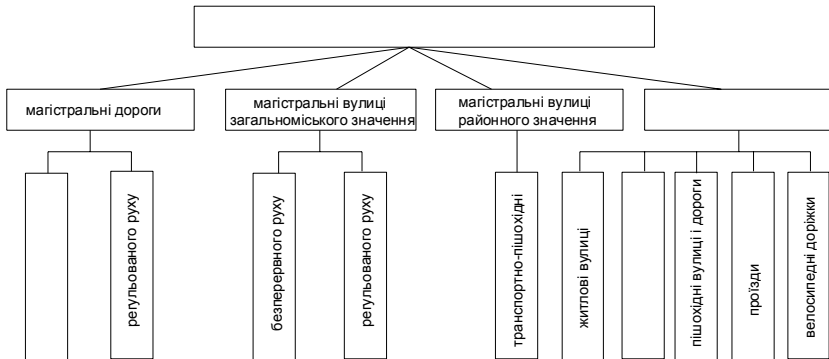 магістральні дороги
магістральні вулиці
загальноміського значення
магістральні вулиці
районного значення
регульованого руху
безперервного руху
регульованого руху
транспортно-пішохідні
житлові вулиці
пішохідні вулиці і дороги
проїзди
велосипедні доріжки